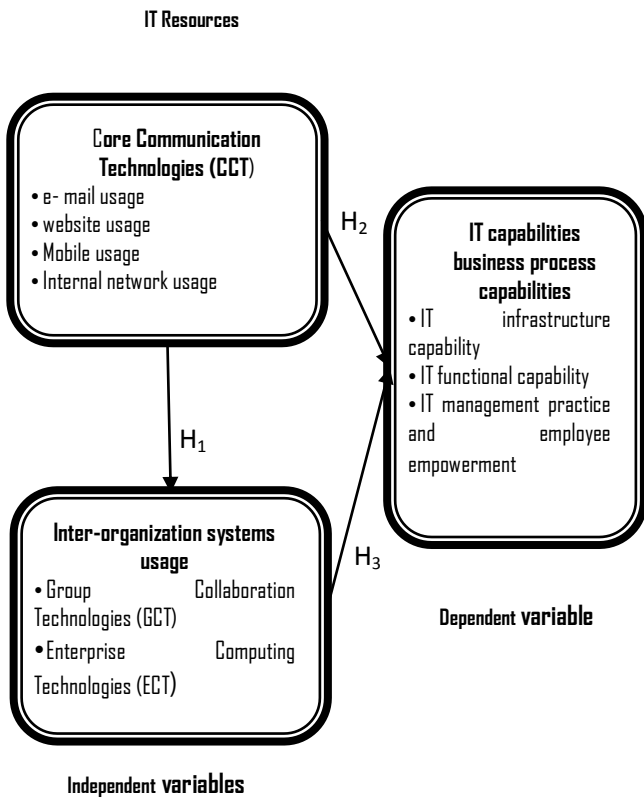 IT Resources
Core Communication
Technologies (CCT)
• e- mail usage
• website usage
• Mobile usage
• Internal network usage
H2
IT capabilities
business process
capabilities
• IT infrastructure
capability
• IT functional capability
• IT management practice
and employee
empowerment
H1
Inter-organization systems
usage
• Group Collaboration
Technologies (GCT)
• Enterprise Computing
Technologies (ECT)
H3
Dependent variable
Independent variables